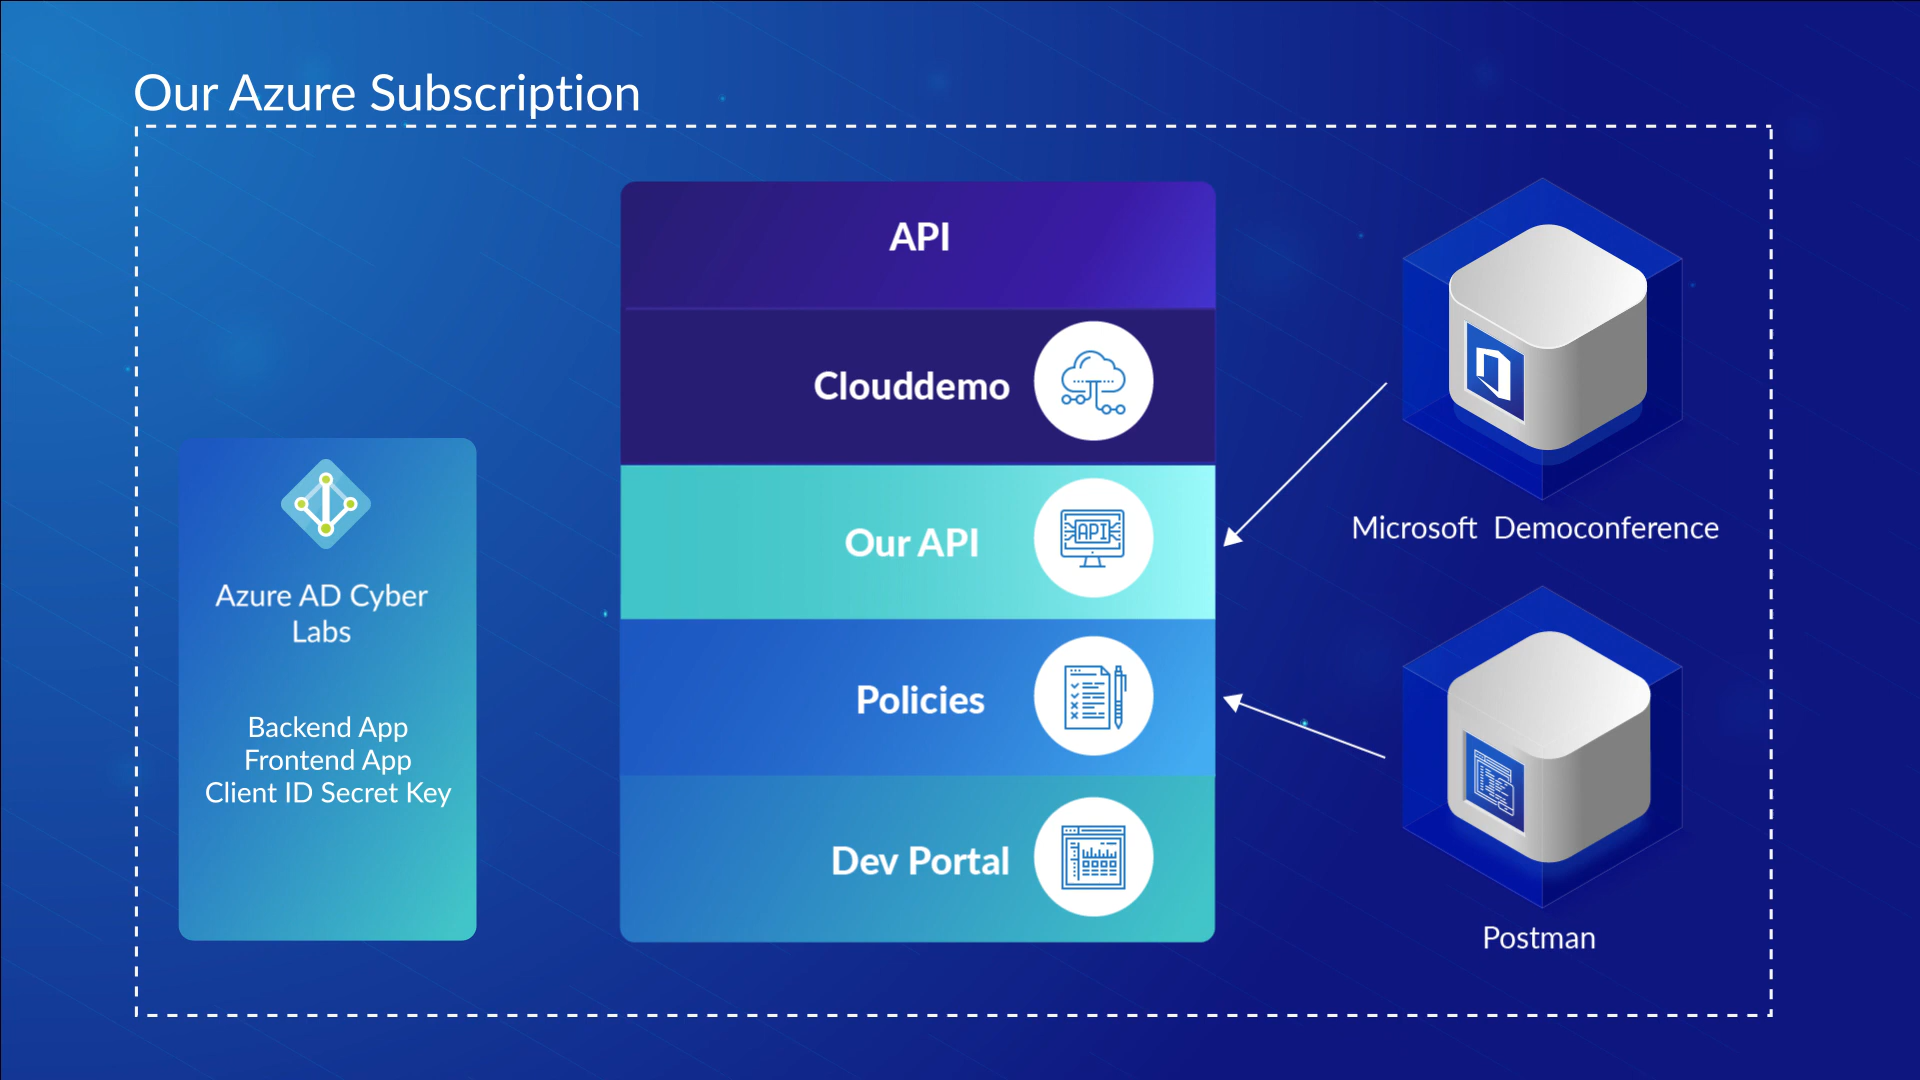 Our Azure Subscription
API
Clouddemo
Our API
API
Policies
Dev Portal
Azure AD Cyber
Labs
Backend App
Frontend App
Client ID Secret Key
Microsoft Democonference
Postman